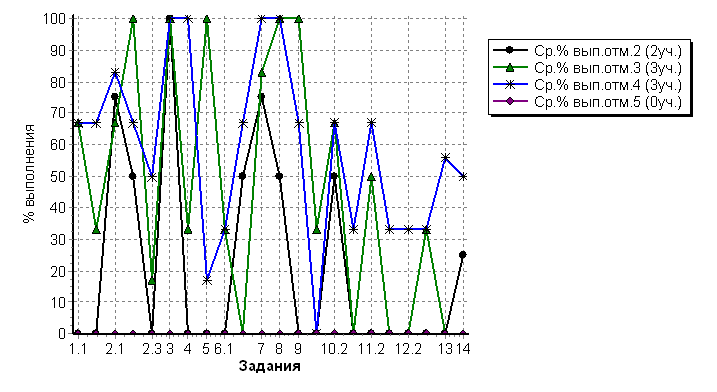 100
90
80
70
60
50
40
30
20
10
0
% выполнения
1.1 2.1 2.3 3 4 5 6.1 7 8 9 10.2 11.2 12.2 13 14
Задания
Ср.% вып.отм.2 (2уч.)
Ср.% вып.отм.3 (3уч.)
Ср.% вып.отм.4 (3уч.)
Ср.% вып.отм.5 (0уч.)